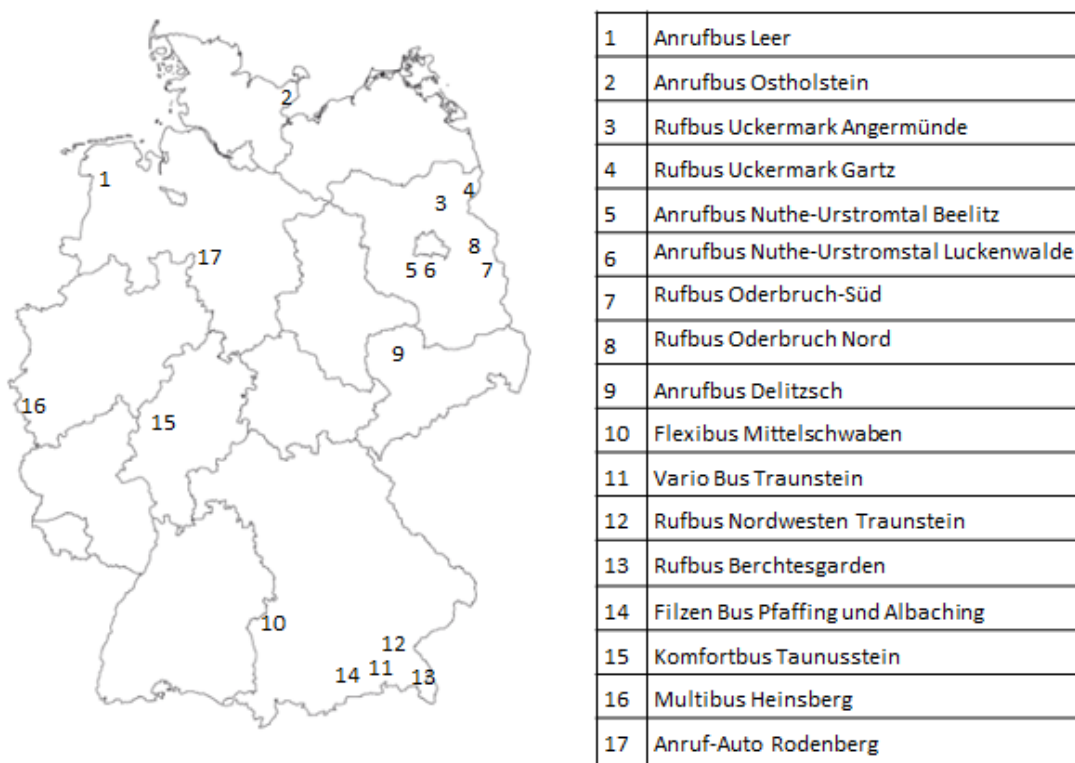 2
1
4
3
17
8
5 6 7
9
16
15
10
12
14 11 13
1 Anrufbus Leer
2 Anrufbus Ostholstein
3 Rufbus Uckermark Angermünde
4 Rufbus Uckermark Gartz
5 Anrufbus Nuthe-Urstromtal Beelitz
6 Anrufbus Nuthe-Urstromstal Luckenwalde
7 Rufbus Oderbruch-Süd
8 Rufbus Oderbruch Nord
9 Anrufbus Delitzsch
10 Flexibus Mittelschwaben
11 Vario Bus Traunstein
12 Rufbus Nordwesten Traunstein
13 Rufbus Berchtesgarden
14 Filzen Bus Pfaffing und Albaching
15 Komfortbus Taunusstein
16 Multibus Heinsberg
17 Anruf-Auto Rodenberg